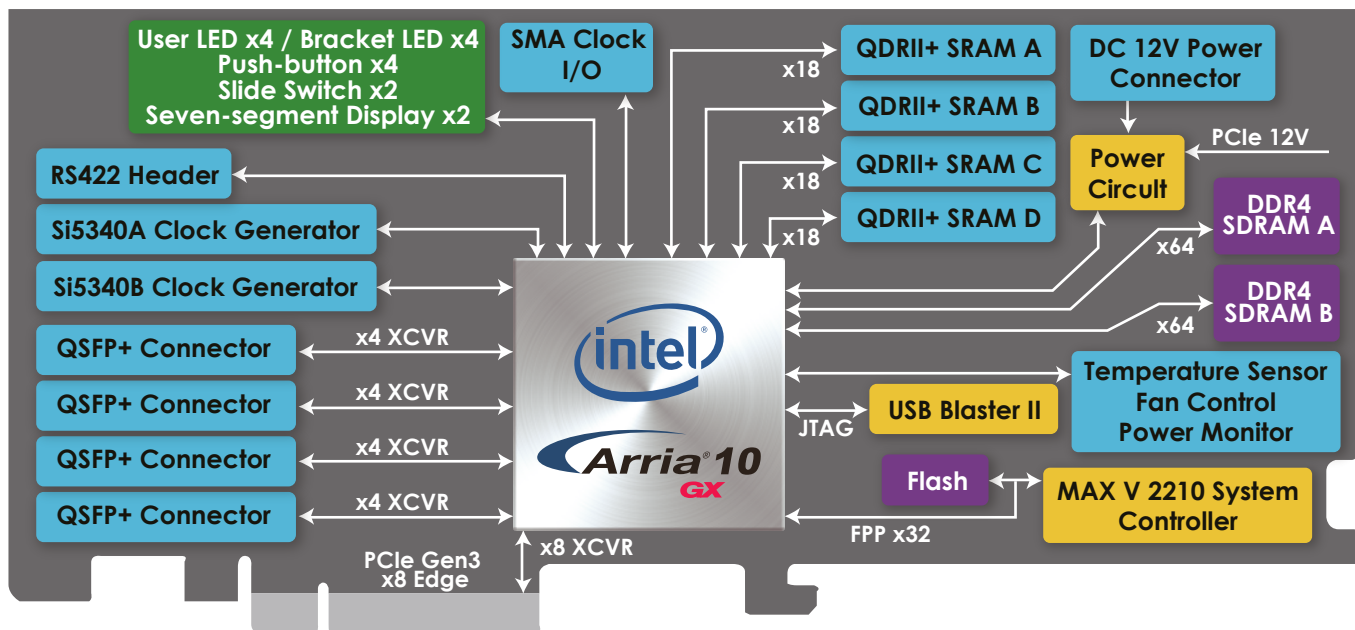 User LED x4 / Bracket LED x4
Push-button x4
Slide Switch x2
Seven-segment Display x2
SMA Clock
I/O
x18
QDRII+ SRAM A
x18
QDRII+ SRAM B
x18
QDRII+ SRAM C
x18
QDRII+ SRAM D
DC 12V Power
Connector
PCIe 12V
Power
Circuit
x64
DDR4
SDRAM A
x64
DDR4
SDRAM B
RS422 Header
Si5340A Clock Generator
Si5340B Clock Generator
QSFP+ Connector
x4 XCVR
QSFP+ Connector
x4 XCVR
QSFP+ Connector
x4 XCVR
QSFP+ Connector
x4 XCVR
intel®
Arria® 10
GX
Temperature Sensor
Fan Control
Power Monitor
JTAG
USB Blaster II
Flash
MAX V 2210 System
Controller
FPP x32
x8 XCVR
PCIe Gen3
x8 Edge